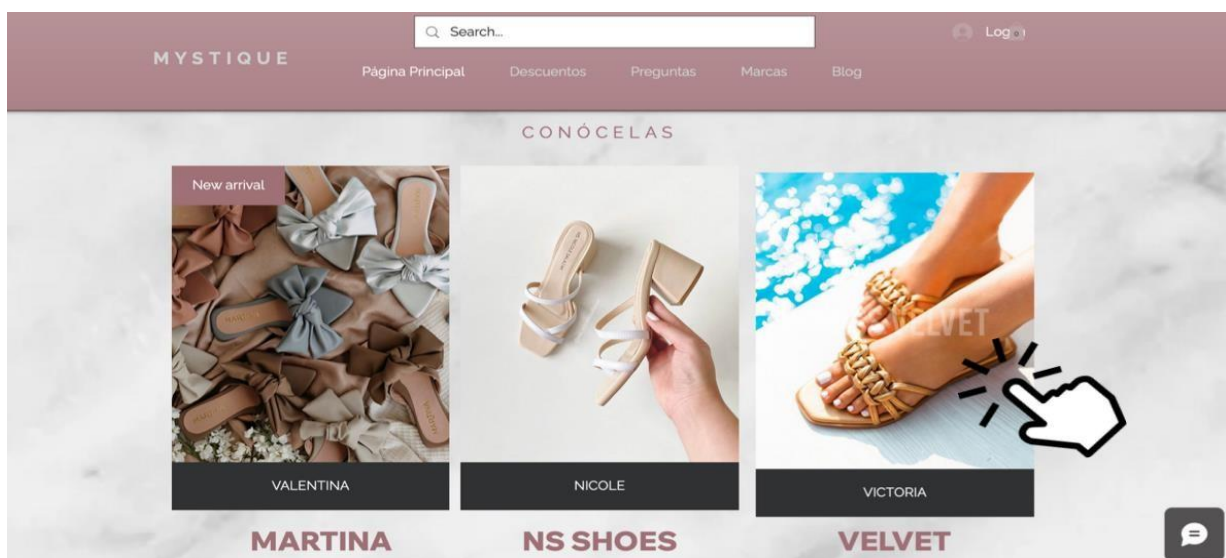 Search...
Log
MYSTIQUE
Página Principal Descuentos Preguntas Marcas Blog
CONÓCELAS
New arrival
VELVET
VALENTINA
NICOLE
VICTORIA
MARTINA
NS SHOES
VELVET